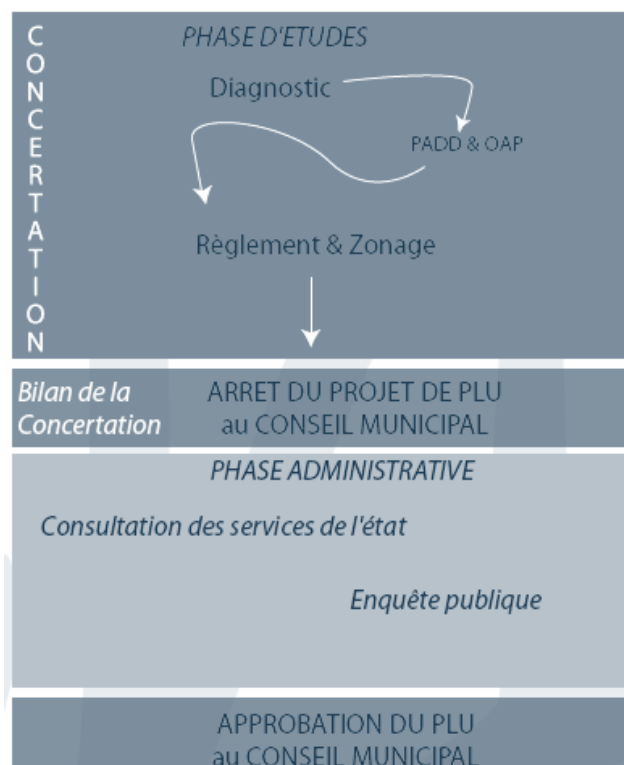 CONCERTATION
PHASE D'ETUDES
Diagnostic
PADD & OAP
Règlement & Zonage
Bilan de la
Concertation
ARRET DU PROJET DE PLU
au CONSEIL MUNICIPAL
PHASE ADMINISTRATIVE
Consultation des services de l'état
Enquête publique
APPROBATION DU PLU
au CONSEIL MUNICIPAL